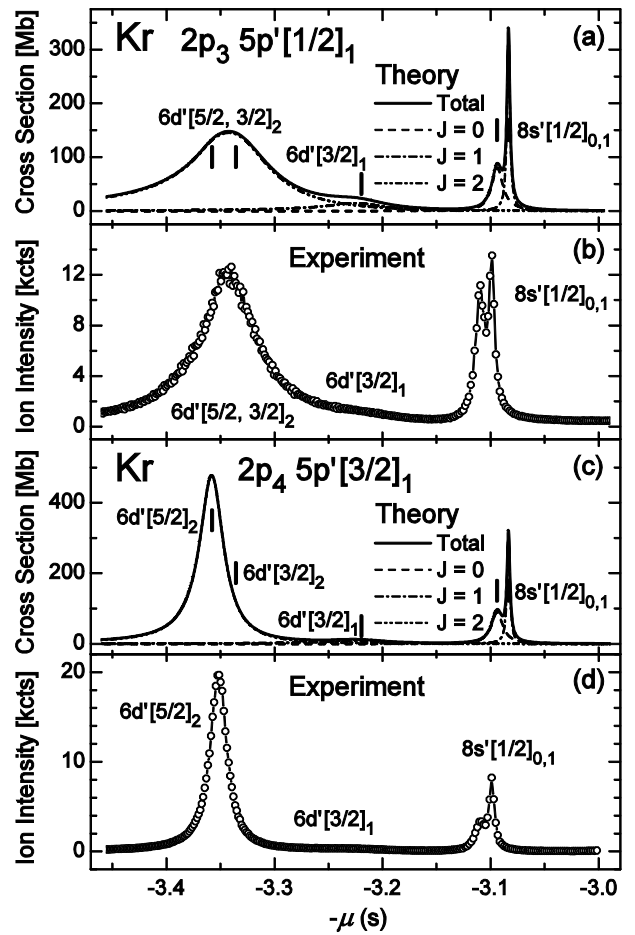 Kr 2p₃ 5p'[1/2]₁ (a)
Cross Section [Mb]
300
200
150
100
50
0
6d'[5/2, 3/2]₂
6d'[3/2]₁
Theory
Total
J = 0
J = 1
J = 2
8s'[1/2]₀,₁
Experiment (b)
Ion Intensity [kcts]
12
8
4
0
6d'[5/2, 3/2]₂
6d'[3/2]₁
8s'[1/2]₀,₁
Kr 2p₄ 5p'[3/2]₁ (c)
Cross Section [Mb]
400
200
0
6d'[5/2]₂
6d'[3/2]₂
6d'[3/2]₁
Theory
Total
J = 0
J = 1
J = 2
8s'[1/2]₀,₁
Experiment (d)
Ion Intensity [kcts]
20
10
0
6d'[5/2]₂
6d'[3/2]₁
8s'[1/2]₀,₁
-3.4 -3.3 -3.2 -3.1 -3.0
-μ (s)